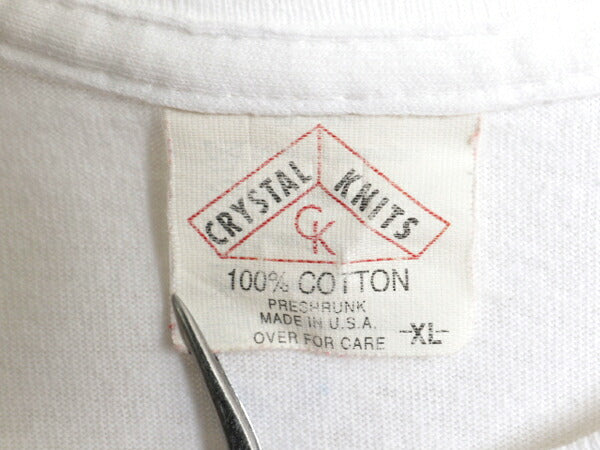 CRYSTAL KNITS
CK
100% COTTON
PRESHRUNK
MADE IN U.S.A.
OVER FOR CARE -XL-